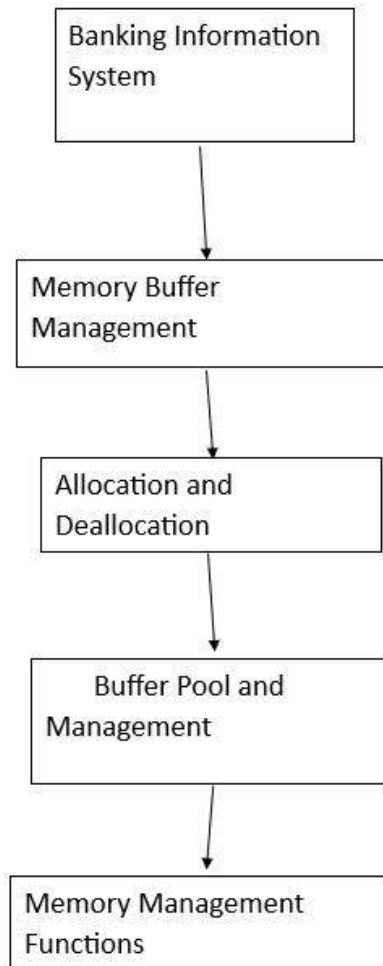 Banking Information
System
Memory Buffer
Management
Allocation and
Deallocation
Buffer Pool and
Management
Memory Management
Functions